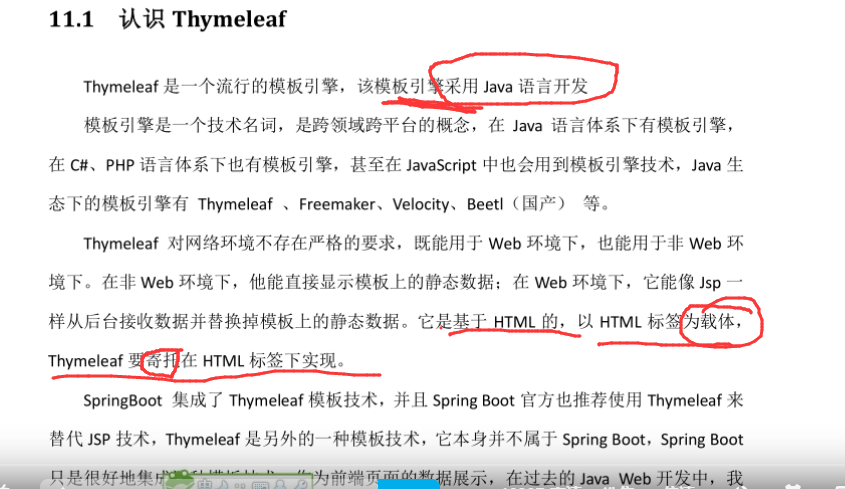 11.1 认识 Thymeleaf
Thymeleaf 是一个流行的模板引擎，该模板引擎采用 Java 语言开发
模板引擎是一个技术名词，是跨领域跨平台的概念，在 Java 语言体系下有模板引擎，
在 C#、PHP 语言体系下也有模板引擎，甚至在 JavaScript 中也会用到模板引擎技术，Java 生
态下的模板引擎有 Thymeleaf 、Freemaker、Velocity、Beetl（国产） 等。
Thymeleaf 对网络环境不存在严格的要求，既能用于 Web 环境下，也能用于非 Web 环
境下。在非 Web 环境下，他能直接显示模板上的静态数据；在 Web 环境下，它能像 Jsp 一
样从后台接收数据并替换掉模板上的静态数据。它是基于 HTML 的，以 HTML 标签为载体，
Thymeleaf 要寄托在 HTML 标签下实现。
SpringBoot 集成了 Thymeleaf 模板技术，并且 Spring Boot 官方也推荐使用 Thymeleaf 来
替代 JSP 技术，Thymeleaf 是另外的一种模板技术，它本身并不属于 Spring Boot，Spring Boot
只是很好地集成 为前端页面的数据展示，在过去的 Java Web 开发中，我